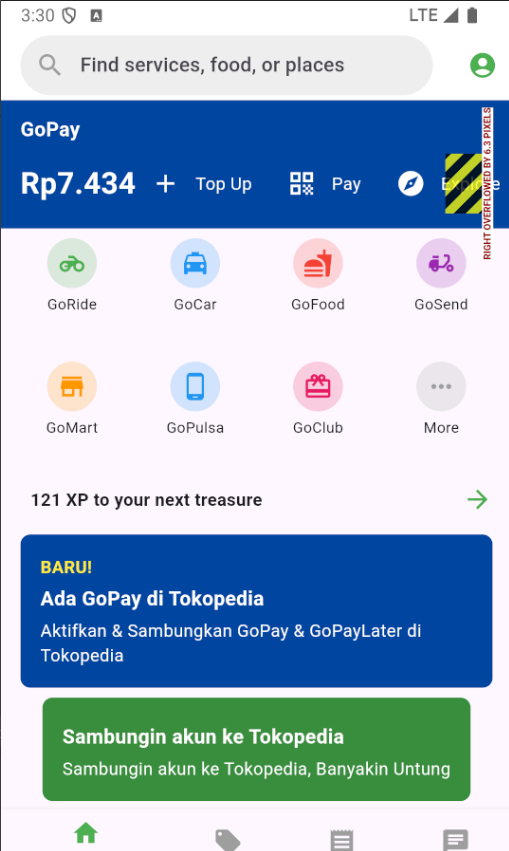 3:30 A LTE
Find services, food, or places
GoPay
Rp7.434 Top Up Pay Explore
RIGHT OVERFLOWED BY 6.3 PIXELS
GoRide GoCar GoFood GoSend
GoMart GoPulsa GoClub More
121 XP to your next treasure
BARU!
Ada GoPay di Tokopedia
Aktifkan & Sambungkan GoPay & GoPayLater di
Tokopedia
Sambungin akun ke Tokopedia
Sambungin akun ke Tokopedia, Banyakin Untung